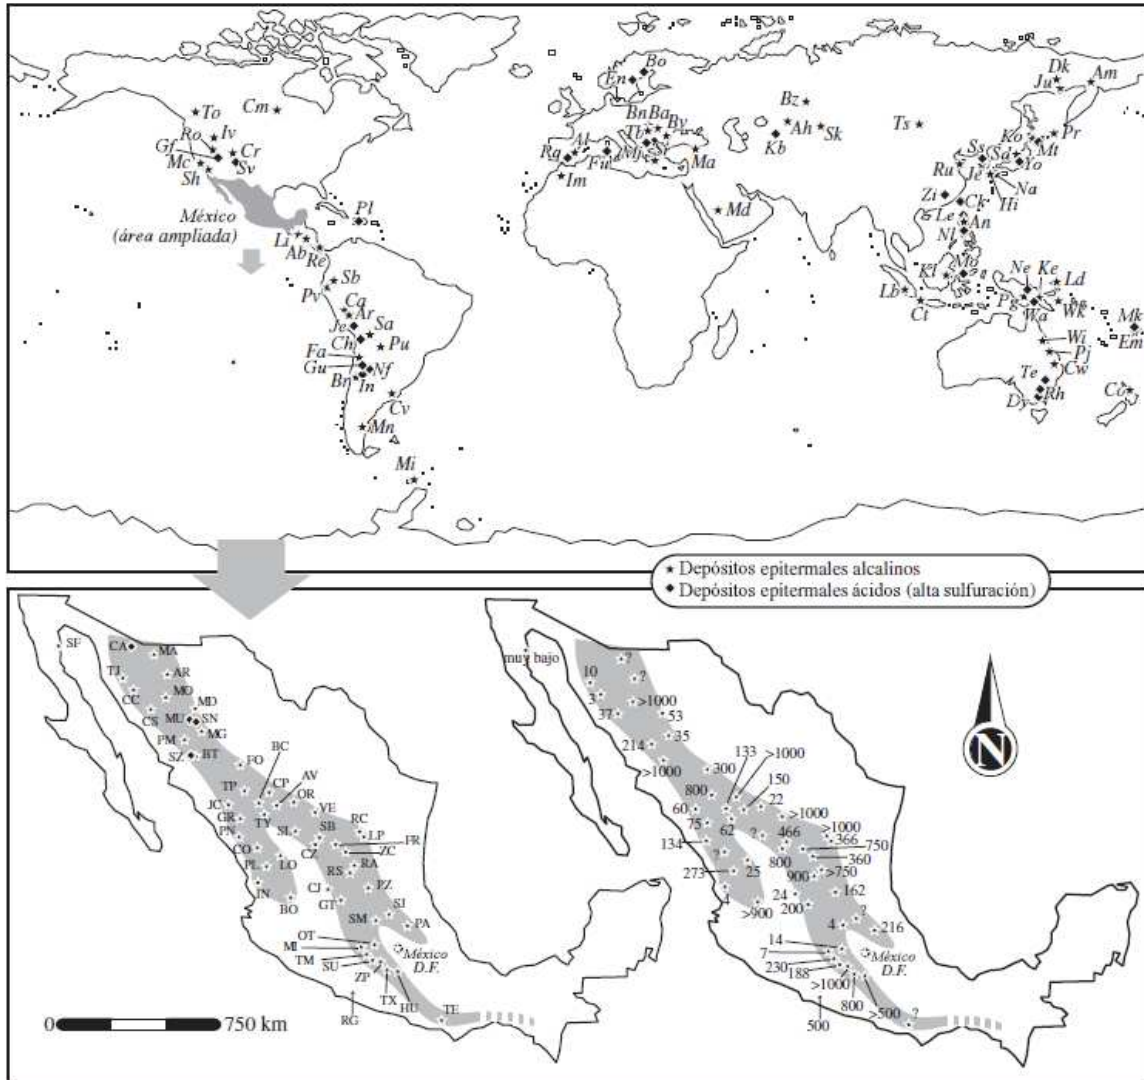 Dk
Bo
Am
En
Ju
To
Cm
Bz
Bn Ba
By
Ts
Ro
Iv
Tb
Ah
Sk
Ko
Pr
Gf
Cr
Al
Kb
Ss
Sd
Mt
Mc
Sv
Ra
Fu
Mj
Si
Ma
Ru
Je
Yo
Sh
Im
Na
Hi
México
(área ampliada)
Pl
Md
Zi
Ck
Le
An
Li
Nl
Ab
Re
Mo
Sb
Kl
Ne
Ke
Ld
Pv
Lb
Ca
Ct
Pg
Wk
Ar
Wa
Mk
Je
Sa
Em
Ch
Pu
Wi
Fa
Pj
Gu
Nf
Cw
Br
In
Te
Cv
Dy
Rh
Co
Mn
Mi
★ Depósitos epitermales alcalinos
◆ Depósitos epitermales ácidos (alta sulfuración)
SF
CA
MA
TJ
AR
CC
MO
MD
CS
MU
SN
MG
PM
SZ
BT
FO
BC
CP
AV
TP
OR
JC
VE
GR
TY
RC
PN
SL
SB
LP
FR
CO
CZ
ZC
PL
LO
RS
RA
IN
CJ
PZ
BO
GT
SJ
SM
PA
OT
MI
México
D.F.
TM
SU
ZP
TX
HU
RG
TE
0
750 km
muy bajo
?
10
?
3
>1000
37
53
214
35
>1000
300
133
>1000
800
150
60
22
75
62
?
>1000
134
466
>1000
366
750
?
800
360
273
25
900
>750
4
24
162
>900
200
?
4
216
14
7
México
D.F.
230
188
>1000
800
>500
?
500
N